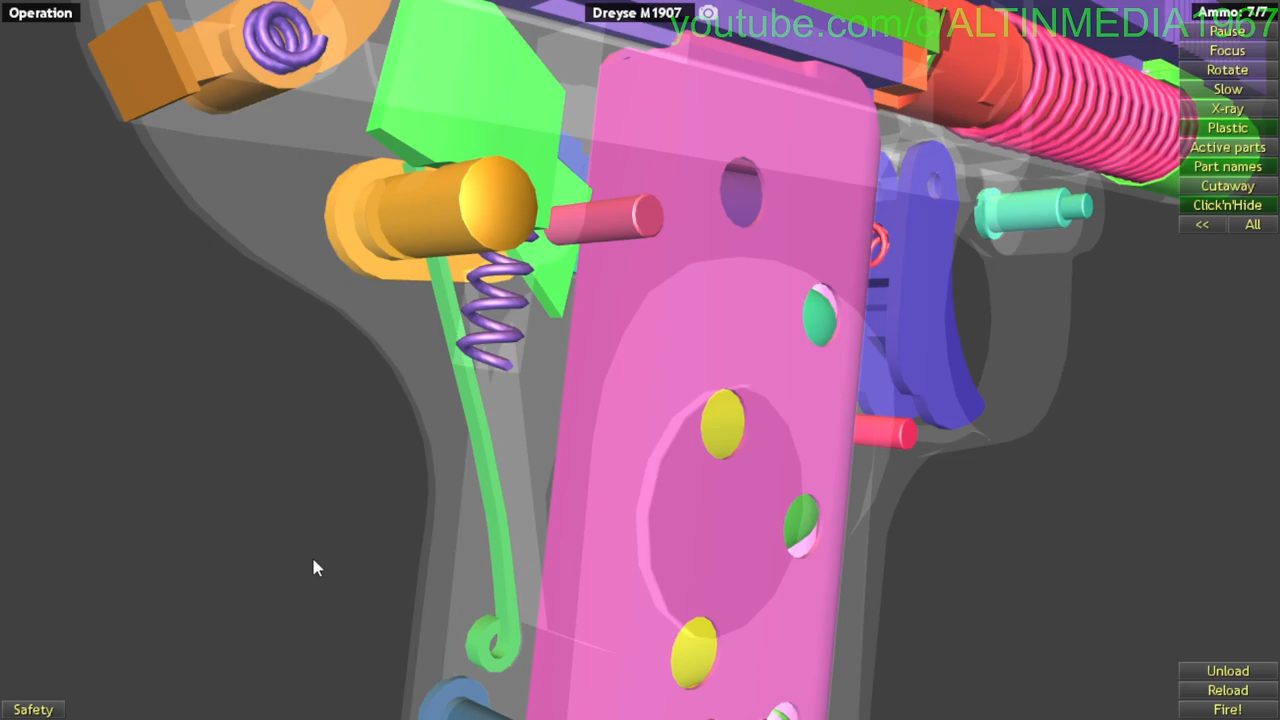 Operation
Dreyse M1907
Ammo: 7/7
youtube.com/c/ALTINMEDIA1967
Pause
Focus
Rotate
Slow
X-ray
Plastic
Active parts
Part names
Cutaway
Click'n'Hide
<< All
Unload
Reload
Safety
Fire!